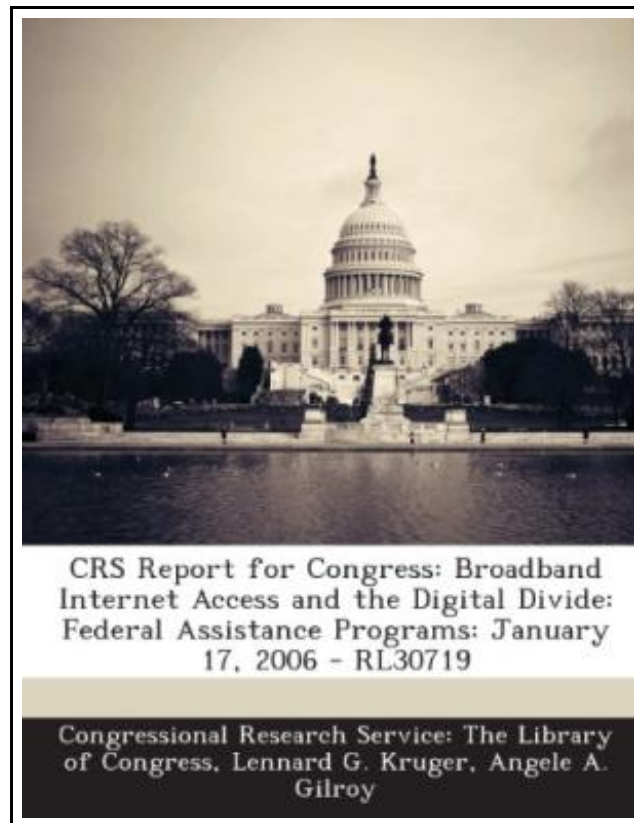 CRS Report for Congress: Broadband
Internet Access and the Digital Divide:
Federal Assistance Programs: January
17, 2006 - RL30719
Congressional Research Service: The Library
of Congress, Lennard G. Kruger, Angele A.
Gilroy